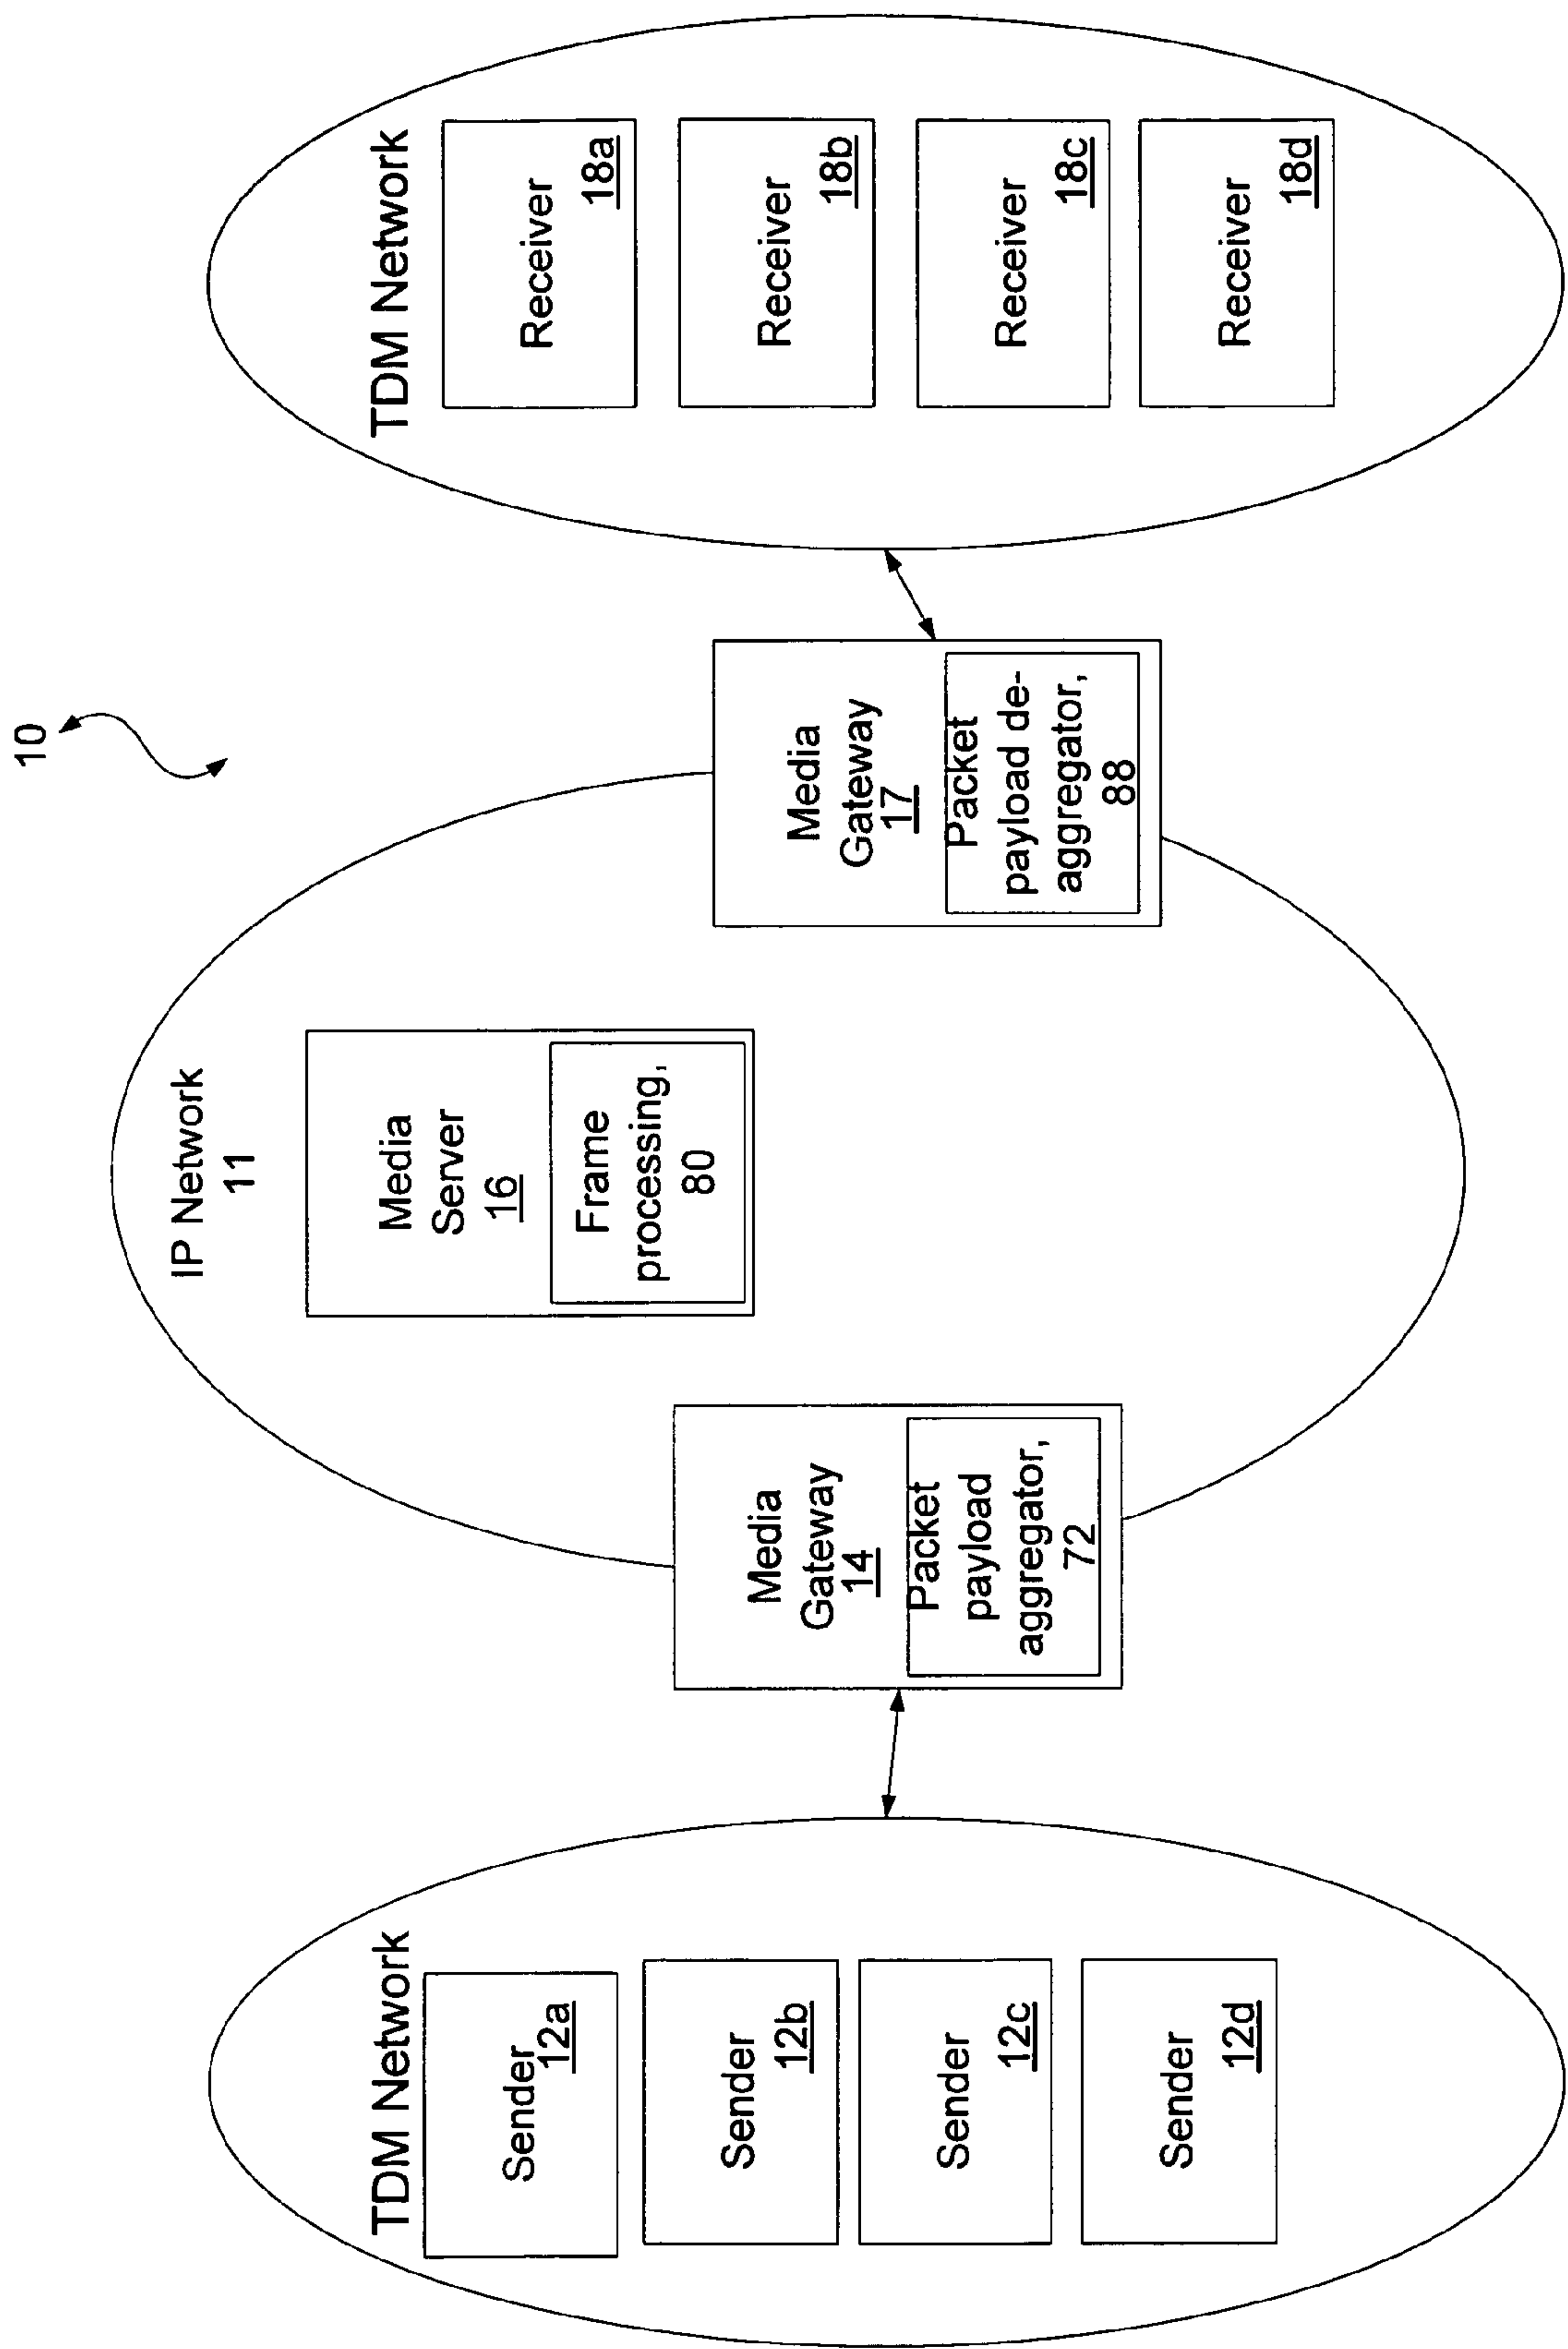 10
TDM Network
Sender
12a
Sender
12b
Sender
12c
Sender
12d
Media
Gateway
14
Packet
payload
aggregator,
72
IP Network
11
Media
Server
16
Frame
processing,
80
Media
Gateway
17
Packet
payload de-
aggregator,
88
TDM Network
Receiver
18a
Receiver
18b
Receiver
18c
Receiver
18d